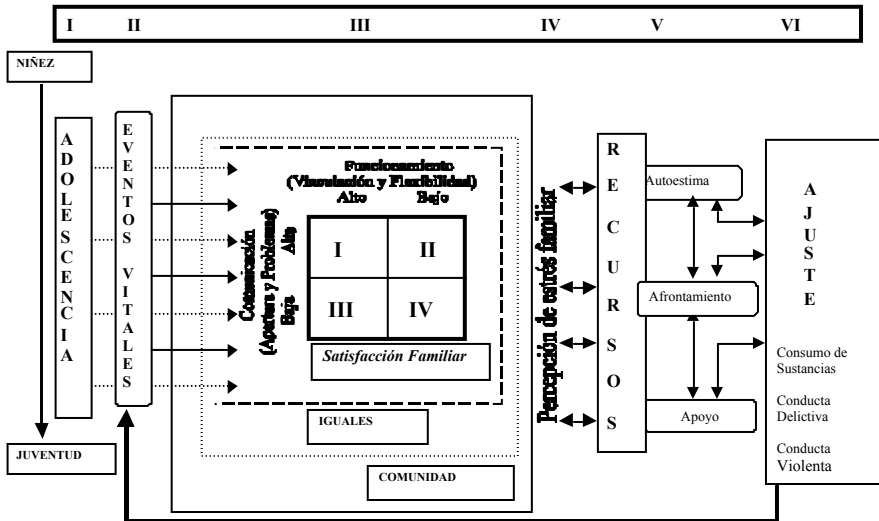 I II III IV V VI
NIÑEZ
ADOLESCENCIA
JUVENTUD
EVENTOS VITALES
Funcionamiento
(Vinculación y Flexibilidad)
Alto Bajo
Comunicación
(Apertura y Problemas)
Baja Alta
I II
III IV
Satisfacción Familiar
IGUALES
COMUNIDAD
Percepción de estrés familiar
RECURSOS
Autoestima
Afrontamiento
Apoyo
AJUSTE
Consumo de
Sustancias
Conducta
Delictiva
Conducta
Violenta